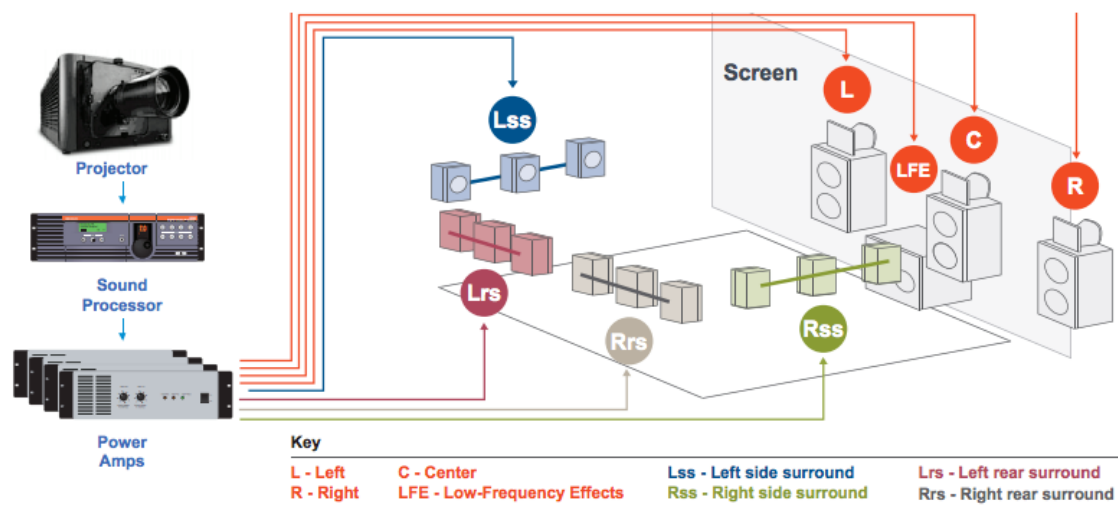 Screen
L
Lss
C
LFE
R
Projector
Lrs
Sound
Processor
Rrs
Rss
Power
Amps
Key
L - Left
C - Center
Lss - Left side surround
Lrs - Left rear surround
R - Right
LFE - Low-Frequency Effects
Rss - Right side surround
Rrs - Right rear surround